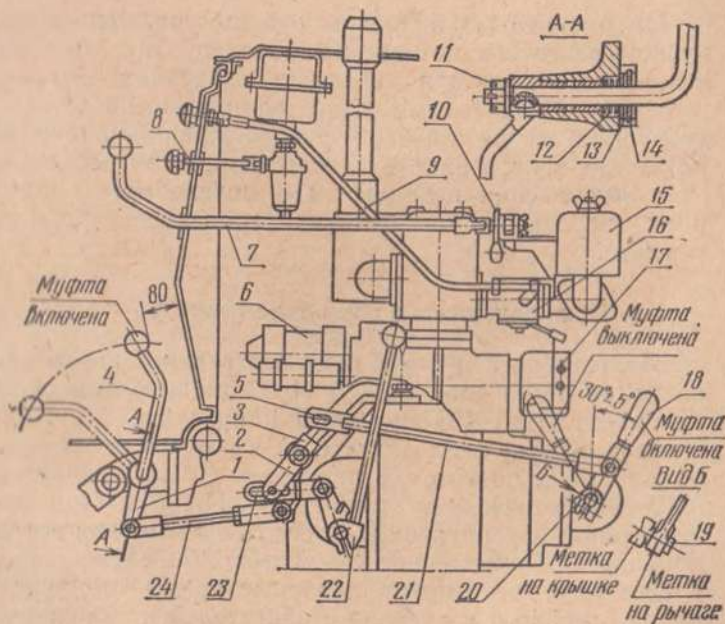 А-А
11
12
13
14
8
10
9
15
16
17
7
Муфта
включена
80
6
Муфта
выключена
4
5
30°±5°
18
А
3
2
Муфта
включена
1
Б
Вид Б
19
А
24
23
22
21
20
Метка
на крышке
Метка
на рычаге